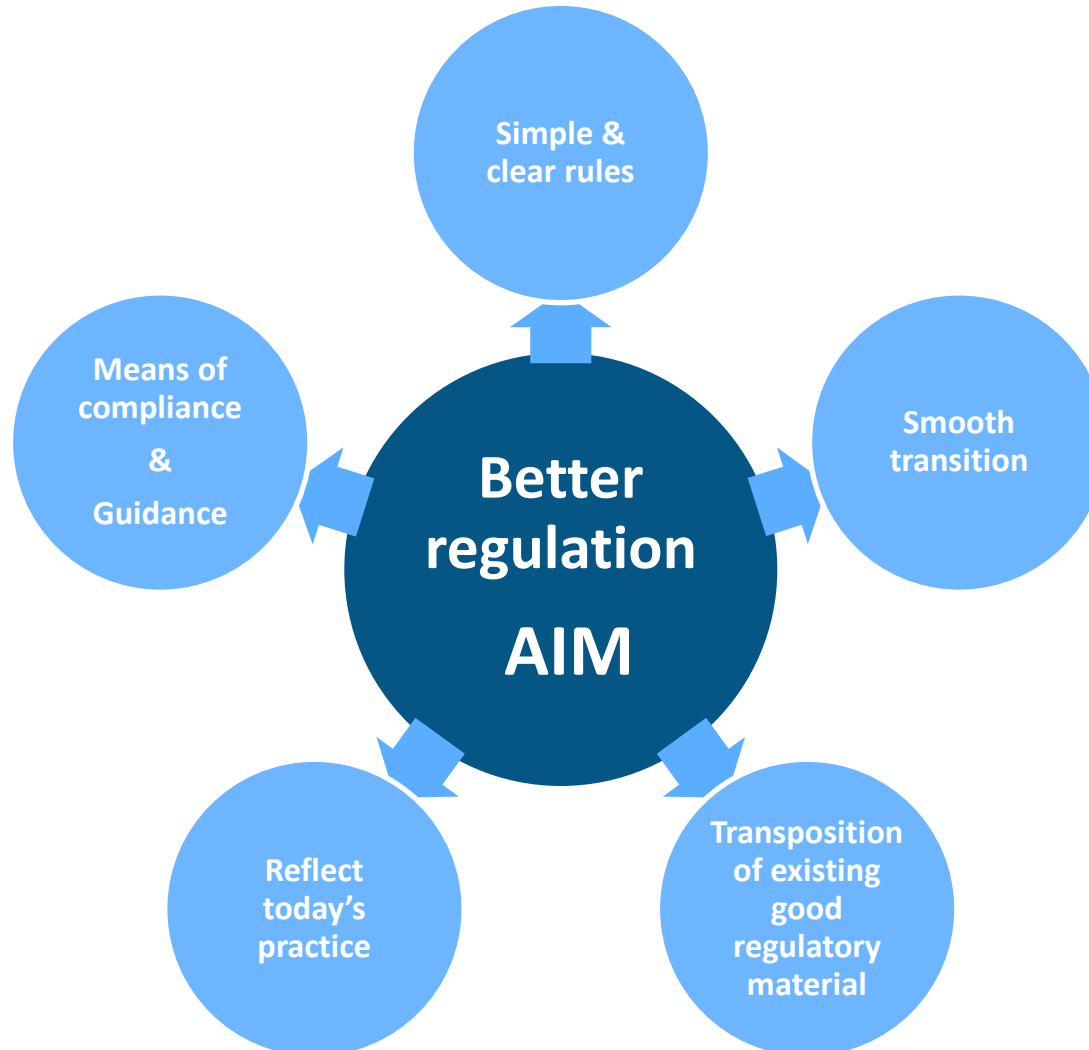 Simple &
clear rules
Smooth
transition
Transposition
of existing
good
regulatory
material
Reflect
today’s
practice
Means of
compliance
&
Guidance
Better
regulation
AIM